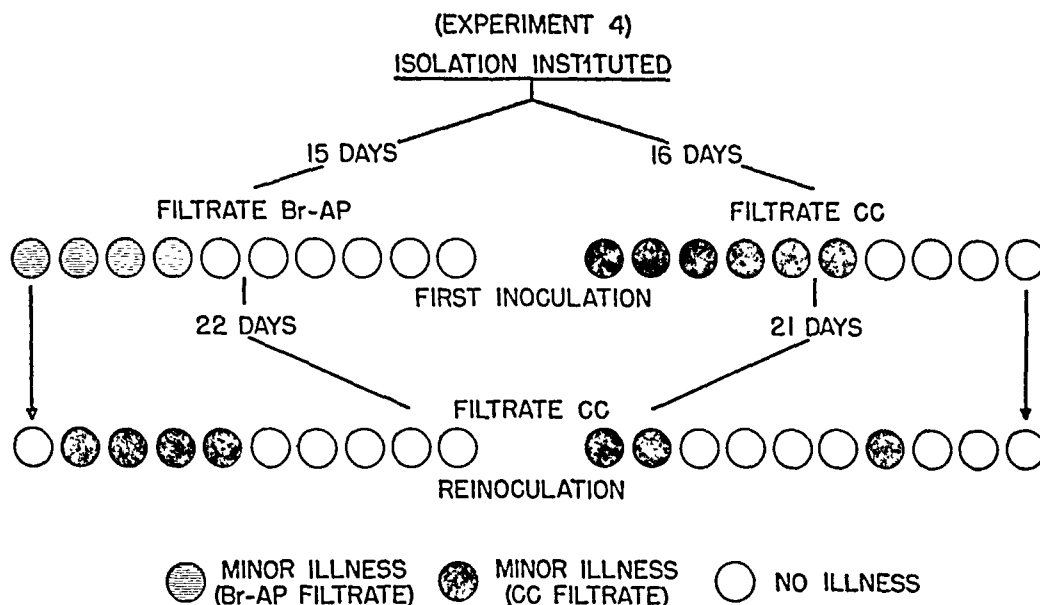 (EXPERIMENT 4)
ISOLATION INSTITUTED
15 DAYS
16 DAYS
FILTRATE Br-AP
FILTRATE CC
FIRST INOCULATION
22 DAYS
21 DAYS
FILTRATE CC
REINOCULATION
MINOR ILLNESS
(Br-AP FILTRATE)
MINOR ILLNESS
(CC FILTRATE)
NO ILLNESS